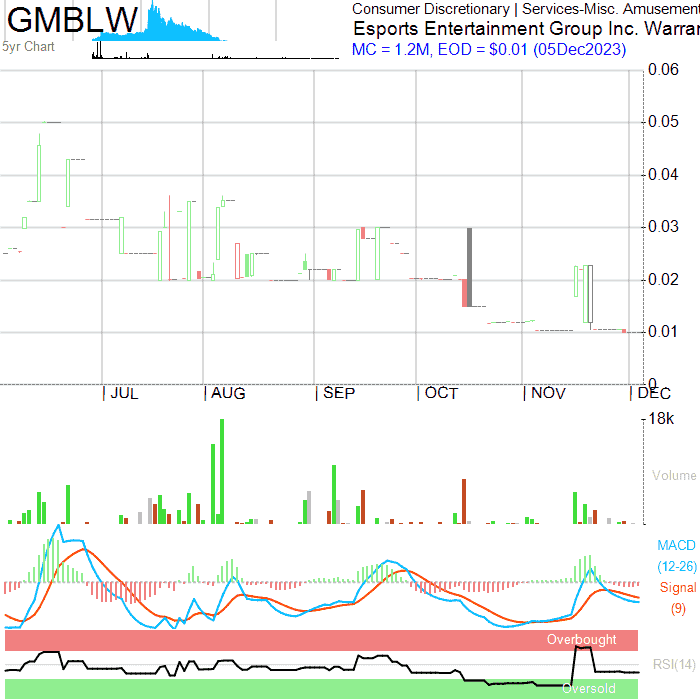 GMBLW
5yr Chart
Consumer Discretionary | Services-Misc. Amusement
Esports Entertainment Group Inc. Warran
MC = 1.2M, EOD = $0.01 (05Dec2023)
0.06
0.05
0.04
0.03
0.02
0.01
0
| JUL | AUG | SEP | OCT | NOV | DEC
18k
Volume
MACD
(12-26)
Signal
(9)
Overbought
RSI(14)
Oversold